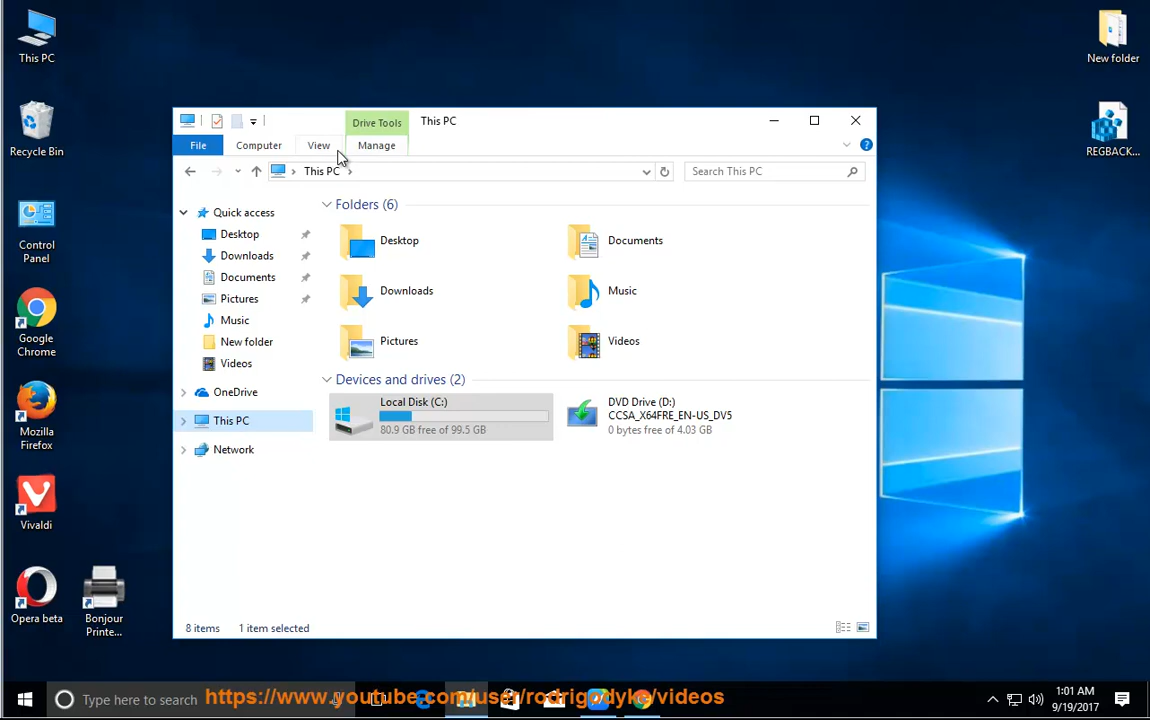 This PC
New folder
Recycle Bin
REGBACK...
Control
Panel
Google
Chrome
Mozilla
Firefox
Vivaldi
Opera beta
Bonjour
Printe...
Drive Tools
This PC
File
Computer
View
Manage
This PC
Search This PC
Quick access
Desktop
Downloads
Documents
Pictures
Music
New folder
Videos
OneDrive
This PC
Network
Folders (6)
Desktop
Documents
Downloads
Music
Pictures
Videos
Devices and drives (2)
Local Disk (C:)
80.9 GB free of 99.5 GB
DVD Drive (D:)
CCSA_X64FRE_EN-US_DV5
0 bytes free of 4.03 GB
8 items
1 item selected
Type here to search
https://www.youtube.com/user/rodrigodyke/videos
1:01 AM
9/19/2017